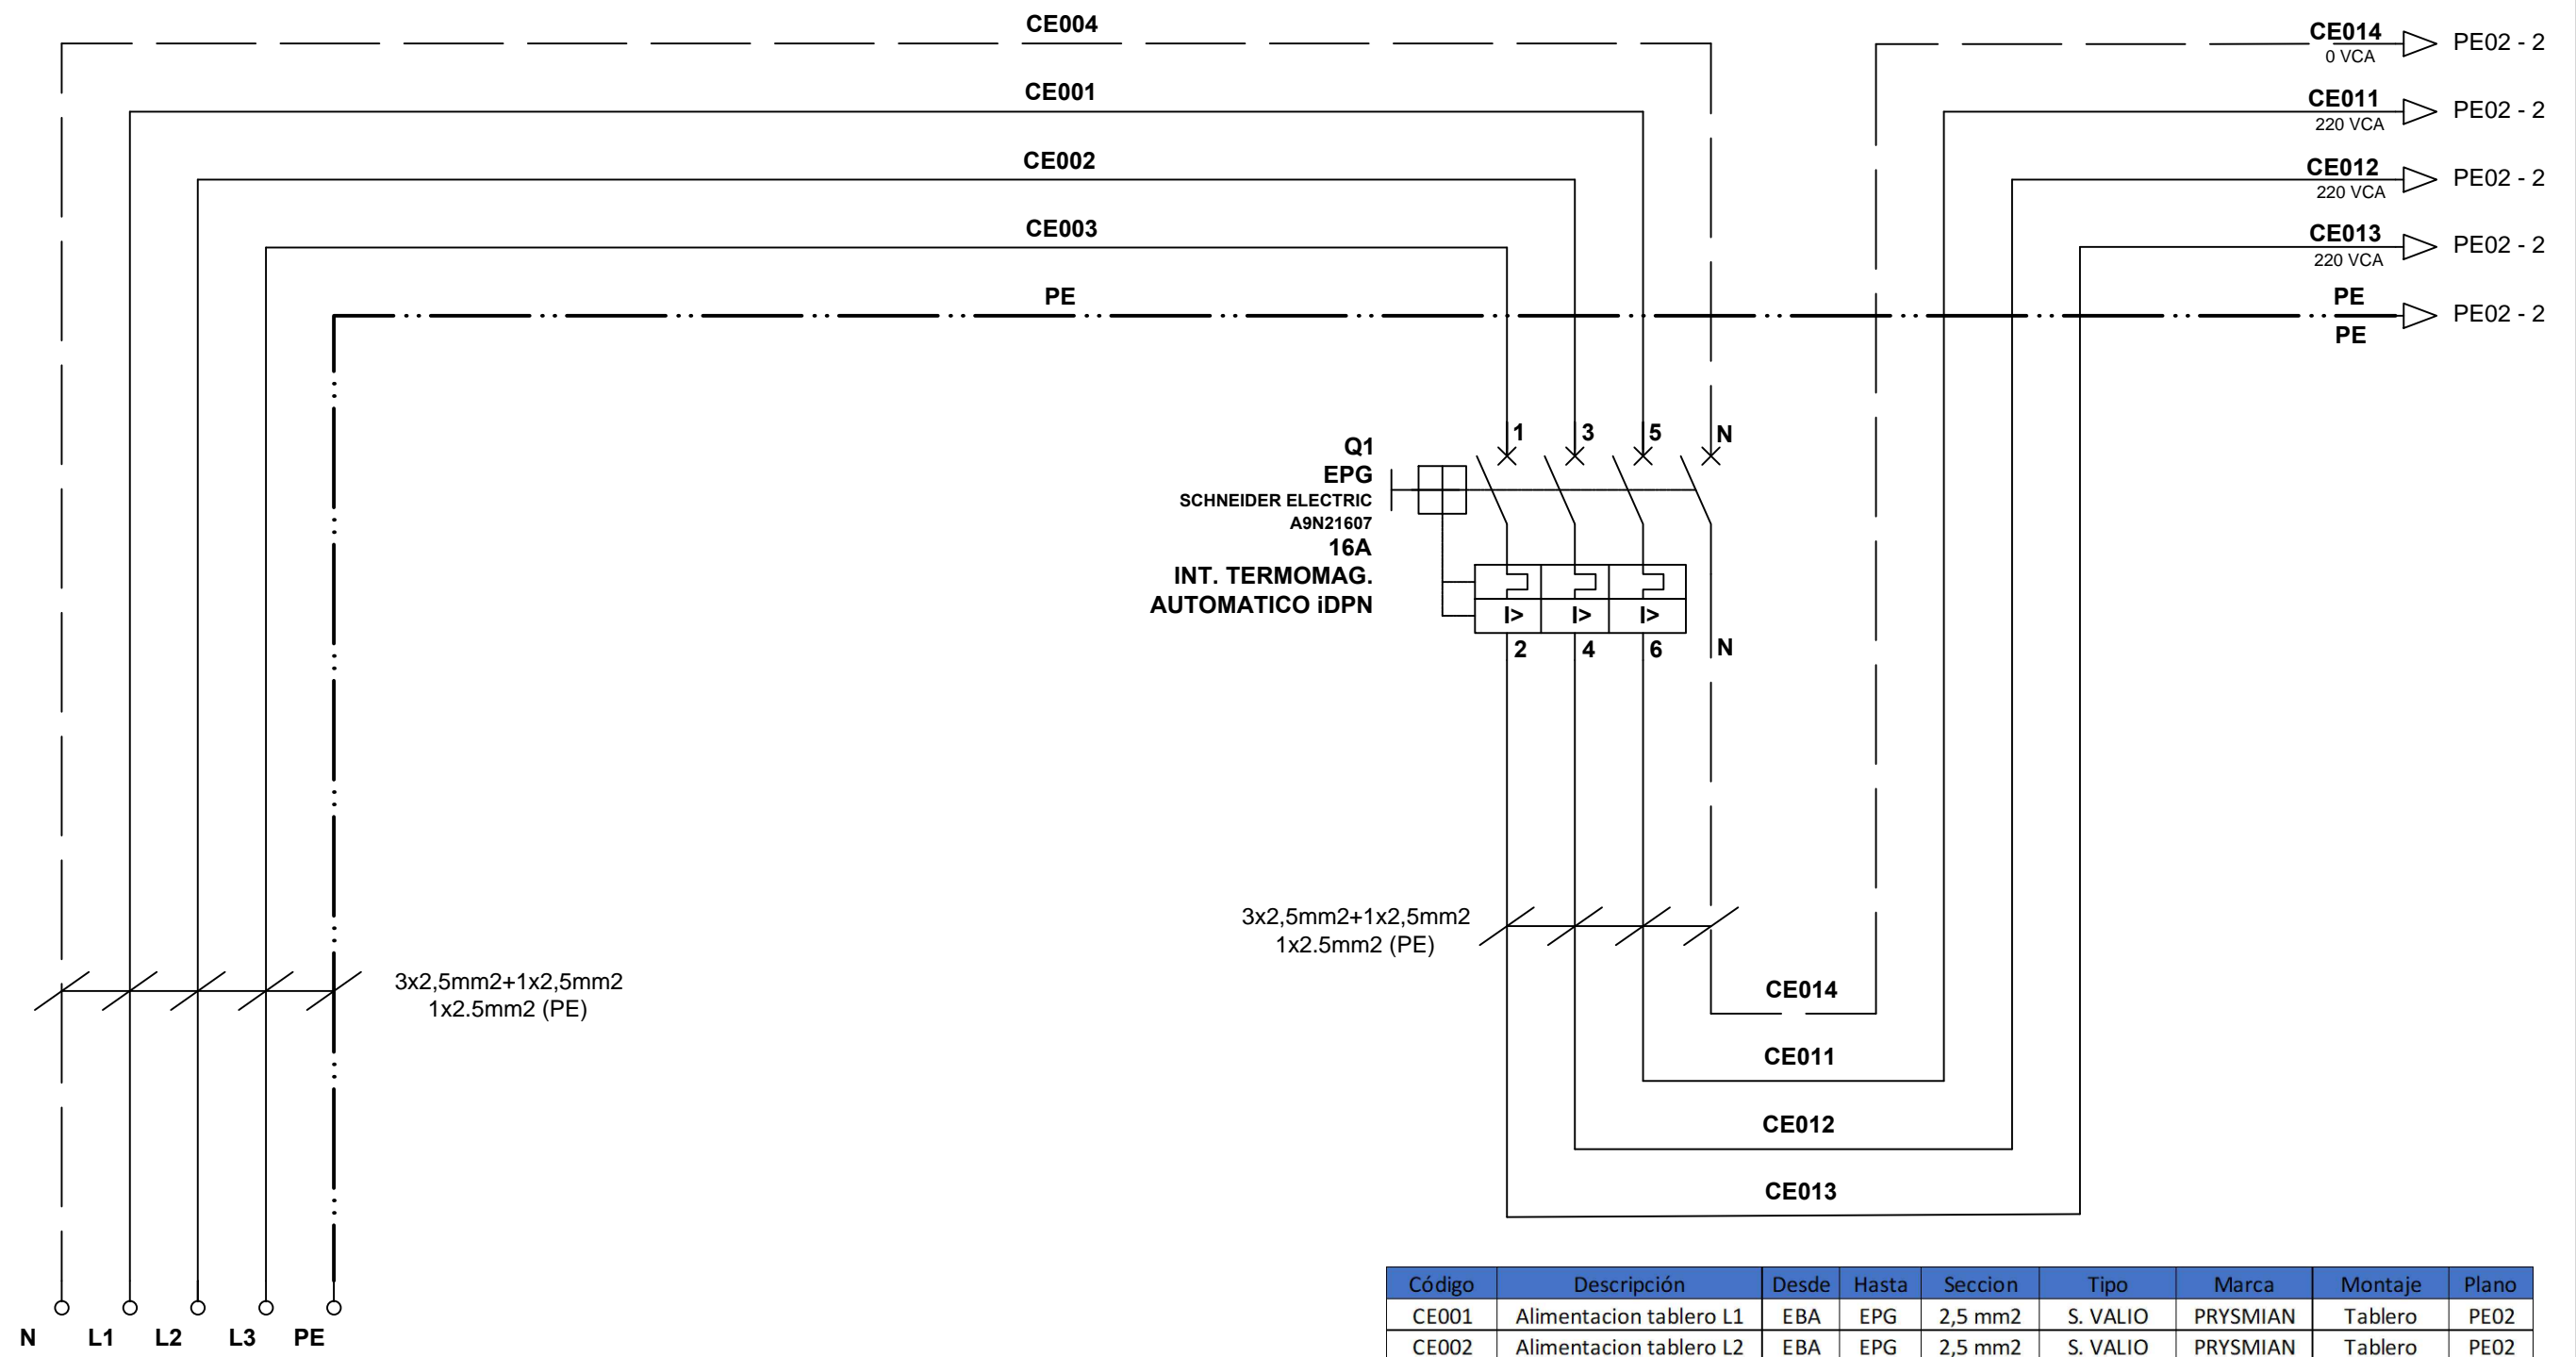 CE004
CE014
0 VCA
PE02 - 2
CE001
CE011
220 VCA
PE02 - 2
CE002
CE012
220 VCA
PE02 - 2
CE003
CE013
220 VCA
PE02 - 2
PE
PE
PE
PE02 - 2
1 3 5 N
Q1
EPG
SCHNEIDER ELECTRIC
A9N21607
16A
INT. TERMOMAG.
AUTOMATICO iDPN
I> I> I>
2 4 6 N
3x2,5mm2+1x2,5mm2
1x2.5mm2 (PE)
3x2,5mm2+1x2,5mm2
1x2.5mm2 (PE)
CE014
CE011
CE012
CE013
N L1 L2 L3 PE
Código Descripción Desde Hasta Seccion Tipo Marca Montaje Plano
CE001 Alimentacion tablero L1 EBA EPG 2,5 mm2 S. VALIO PRYSMIAN Tablero PE02
CE002 Alimentacion tablero L2 EBA EPG 2,5 mm2 S. VALIO PRYSMIAN Tablero PE02